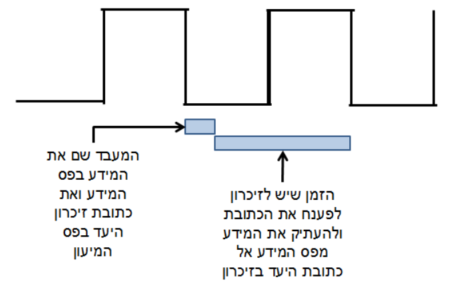 המעבד שם את
המידע בפס
המידע ואת
כתובת זיכרון
היעד בפס
המיעון
הזמן שיש לזיכרון
לפענח את הכתובת
ולהעתיק את המידע
מפס המידע אל
כתובת היעד בזיכרון